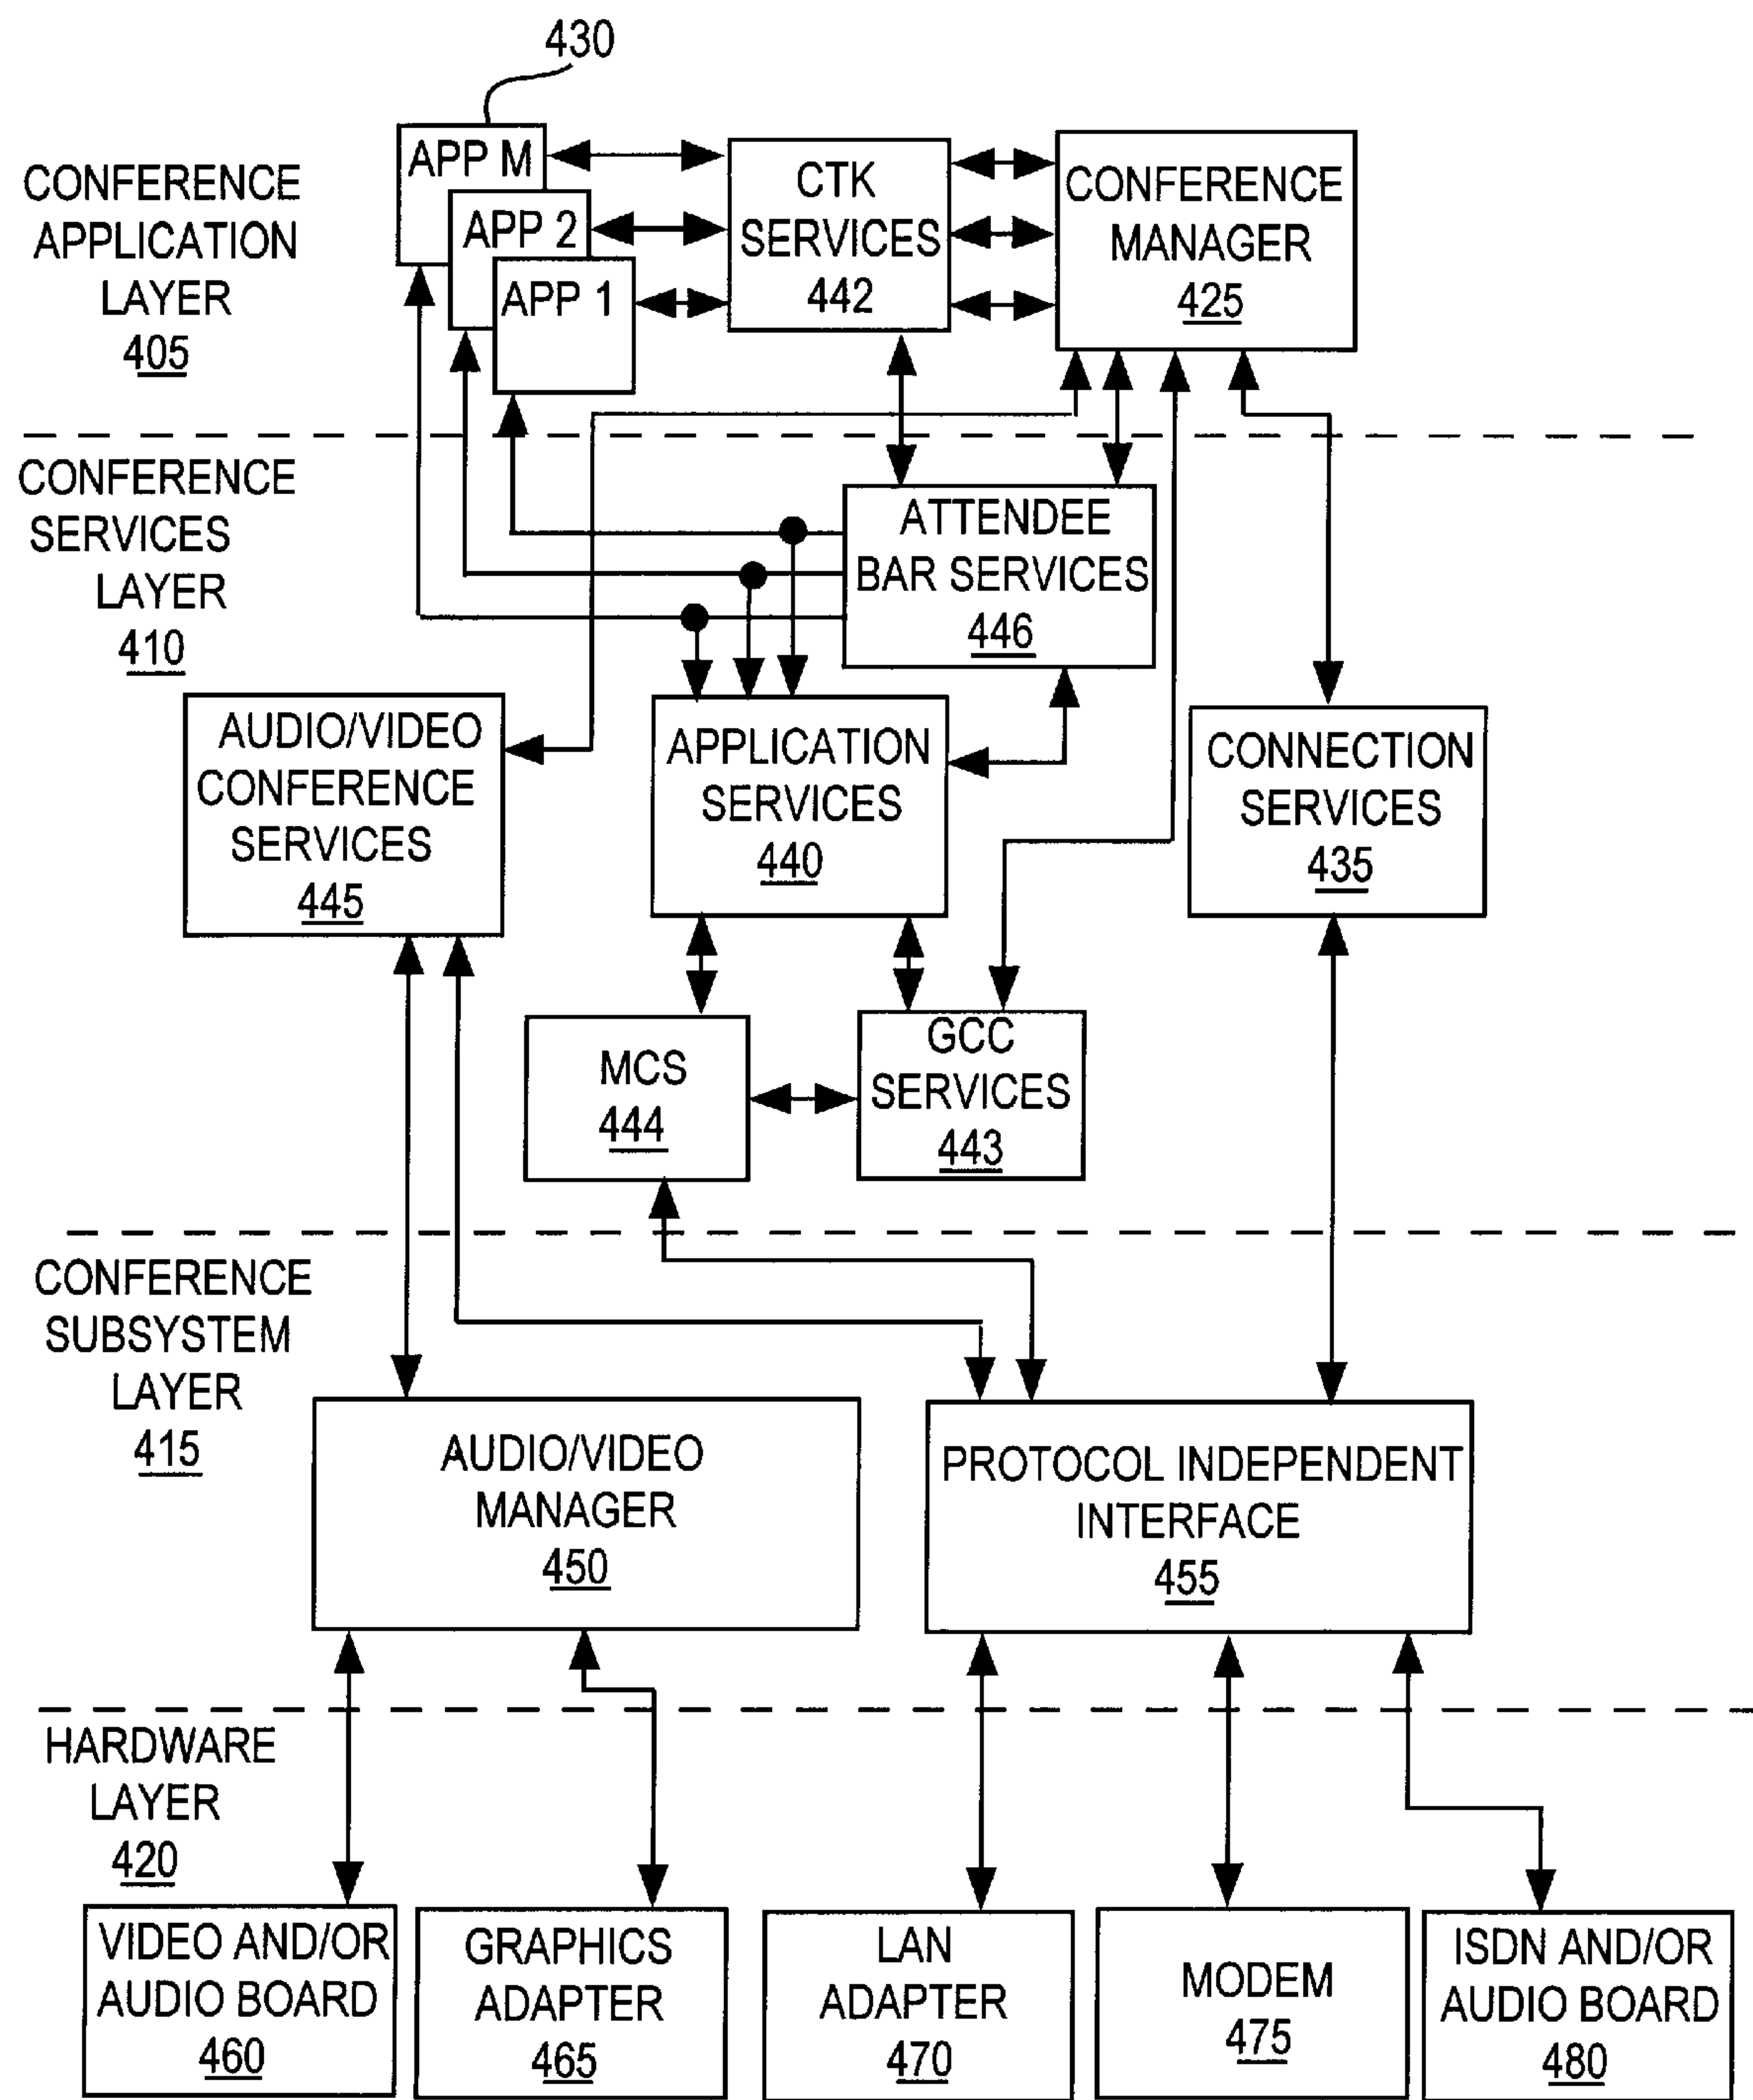 430
APP M
APP 2
APP 1
CTK
SERVICES
442
CONFERENCE
MANAGER
425
CONFERENCE
APPLICATION
LAYER
405
CONFERENCE
SERVICES
LAYER
410
ATTENDEE
BAR SERVICES
446
AUDIO/VIDEO
CONFERENCE
SERVICES
445
APPLICATION
SERVICES
440
CONNECTION
SERVICES
435
MCS
444
GCC
SERVICES
443
CONFERENCE
SUBSYSTEM
LAYER
415
AUDIO/VIDEO
MANAGER
450
PROTOCOL INDEPENDENT
INTERFACE
455
HARDWARE
LAYER
420
VIDEO AND/OR
AUDIO BOARD
460
GRAPHICS
ADAPTER
465
LAN
ADAPTER
470
MODEM
475
ISDN AND/OR
AUDIO BOARD
480